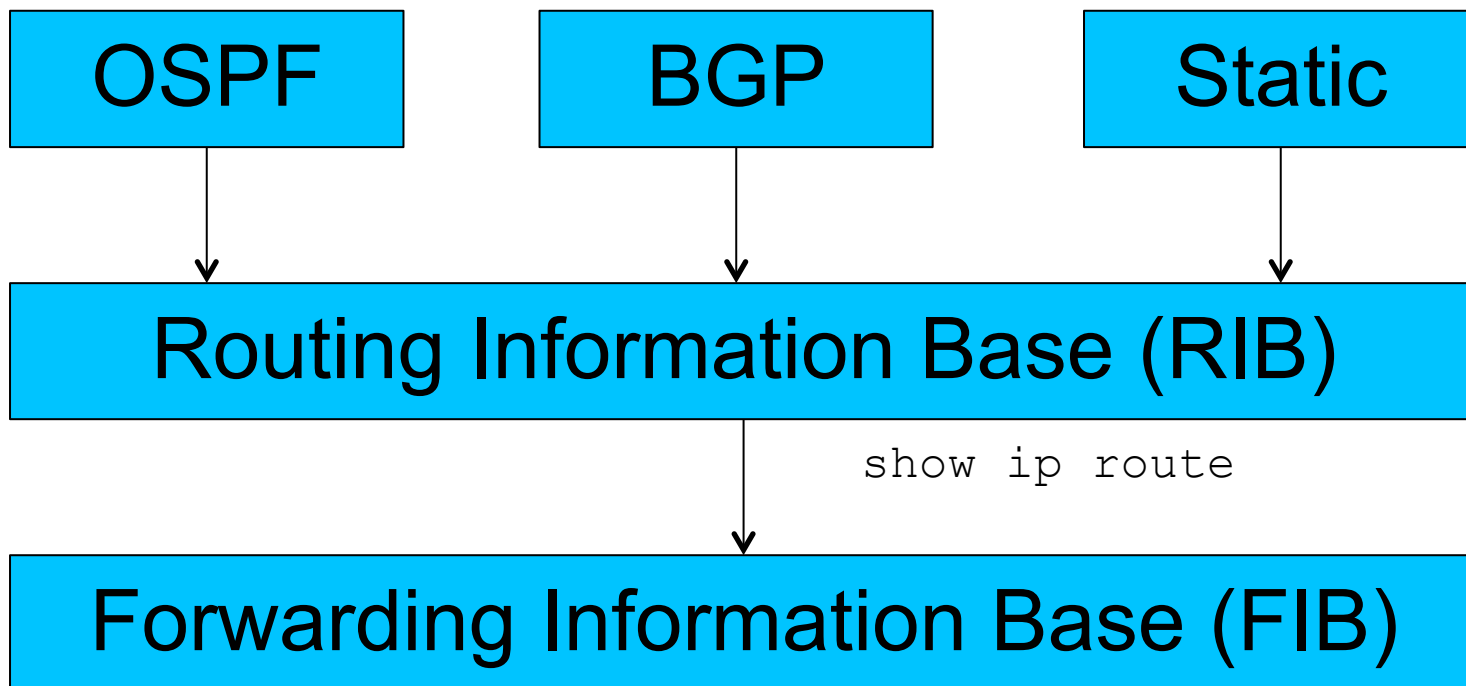 OSPF
BGP
Static
Routing Information Base (RIB)
show ip route
Forwarding Information Base (FIB)